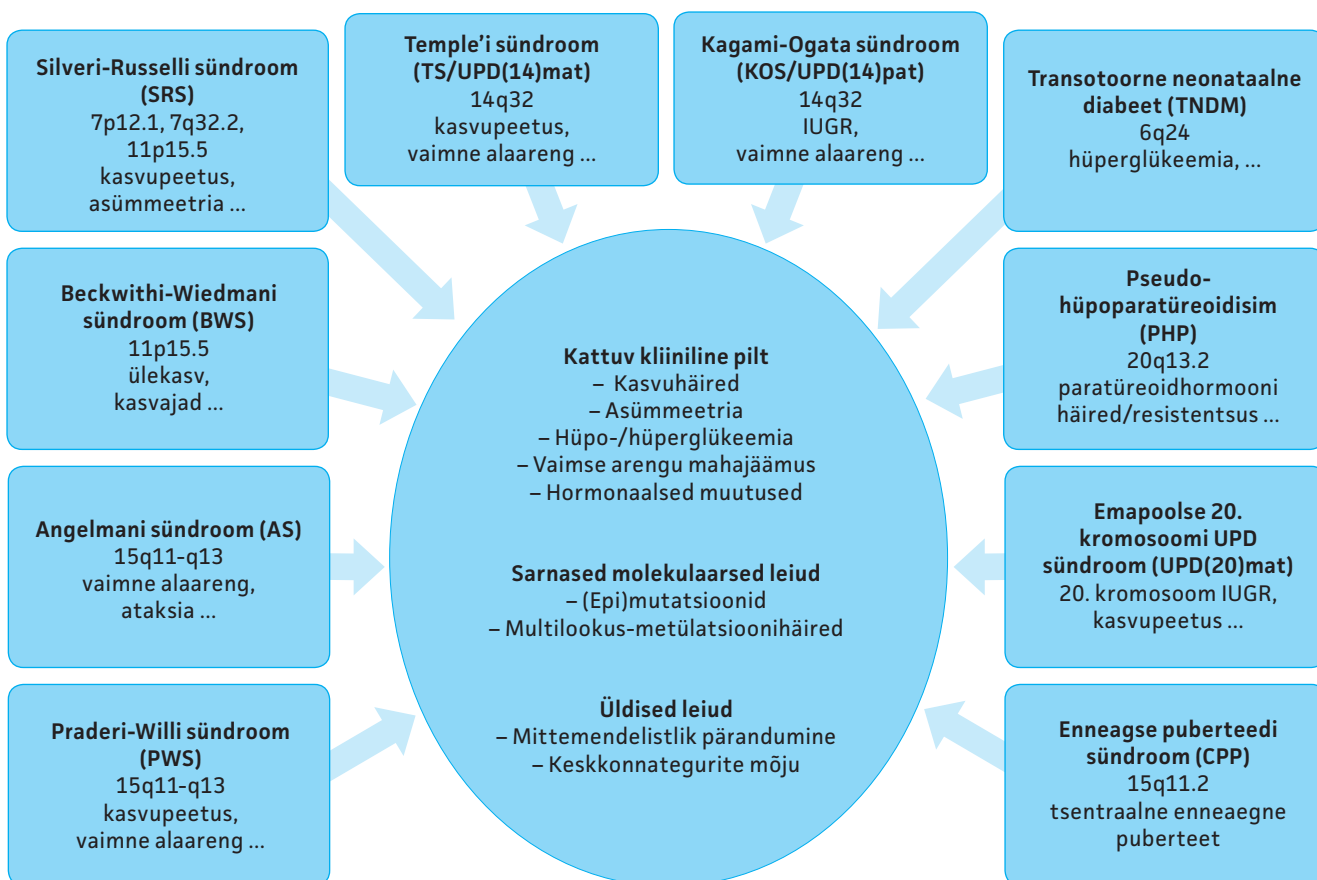 Silveri-Russelli sündroom
(SRS)
7p12.1, 7q32.2,
11p15.5
kasvupeetus,
asümmeetria ...
Temple’i sündroom
(TS/UPD(14)mat)
14q32
kasvupeetus,
vaimne alaareng ...
Kagami-Ogata sündroom
(KOS/UPD(14)pat)
14q32
IUGR,
vaimne alaareng ...
Transotoorne neonataalne
diabeet (TNDM)
6q24
hüperglükeemia, ...
Beckwithi-Wiedmani
sündroom (BWS)
11p15.5
ülekasv,
kasvajad ...
Pseudo-
hüpoparatüreoidisim
(PHP)
20q13.2
paratüreoidhormooni
häired/resistentsus ...
Angelmani sündroom (AS)
15q11-q13
vaimne alaareng,
ataksia ...
Emapoolse 20.
kromosoomi UPD
sündroom (UPD(20)mat)
20. kromosoom IUGR,
kasvupeetus ...
Praderi-Willi sündroom
(PWS)
15q11-q13
kasvupeetus,
vaimne alaareng ...
Enneagse puberteedi
sündroom (CPP)
15q11.2
tsentraalne enneaegne
puberteet
Kattuv kliiniline pilt
– Kasvuhäired
– Asümmeetria
– Hüpo-/hüperglükeemia
– Vaimse arengu mahajäämus
– Hormonaalsed muutused
Sarnased molekulaarsed leiud
– (Epi)mutatsioonid
– Multilookus-metülatsioonihäired
Üldised leiud
– Mittemendelistlik pärandumine
– Keskkonnategurite mõju